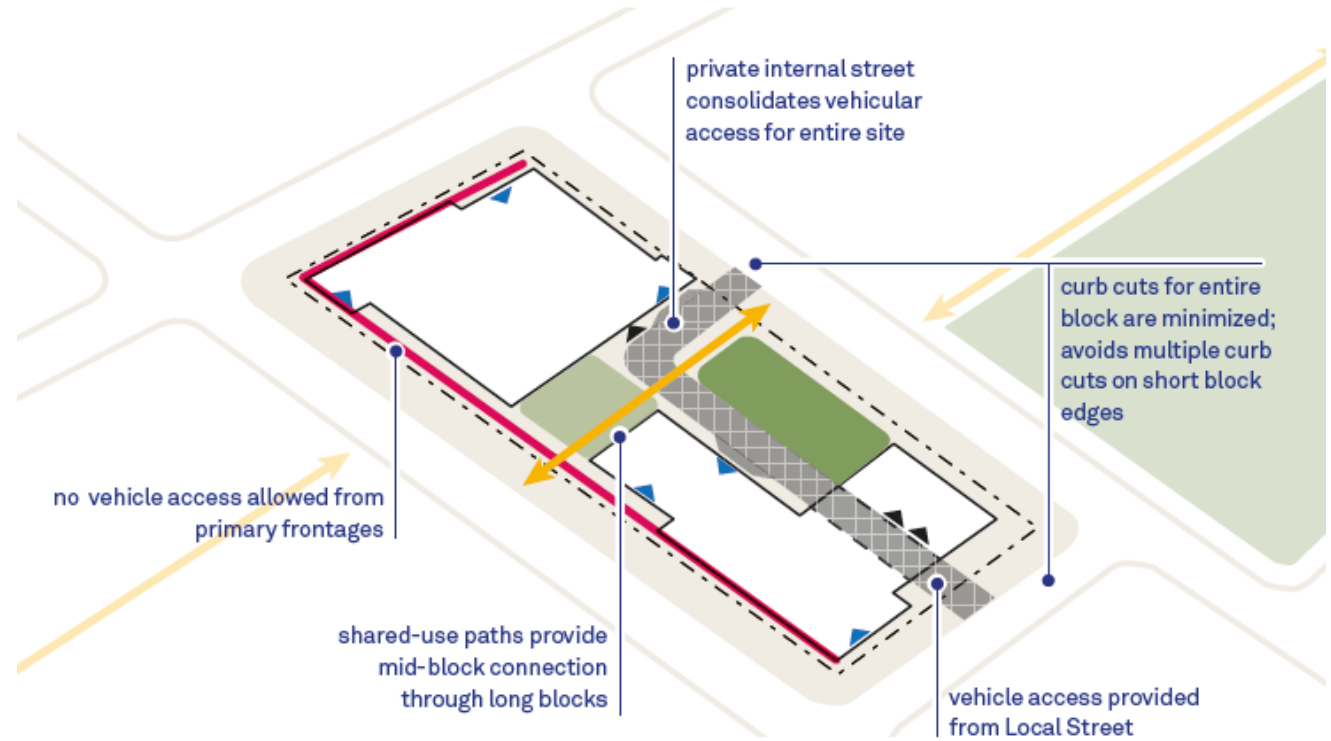 private internal street
consolidates vehicular
access for entire site
curb cuts for entire
block are minimized;
avoids multiple curb
cuts on short block
edges
no vehicle access allowed from
primary frontages
shared-use paths provide
mid-block connection
through long blocks
vehicle access provided
from Local Street